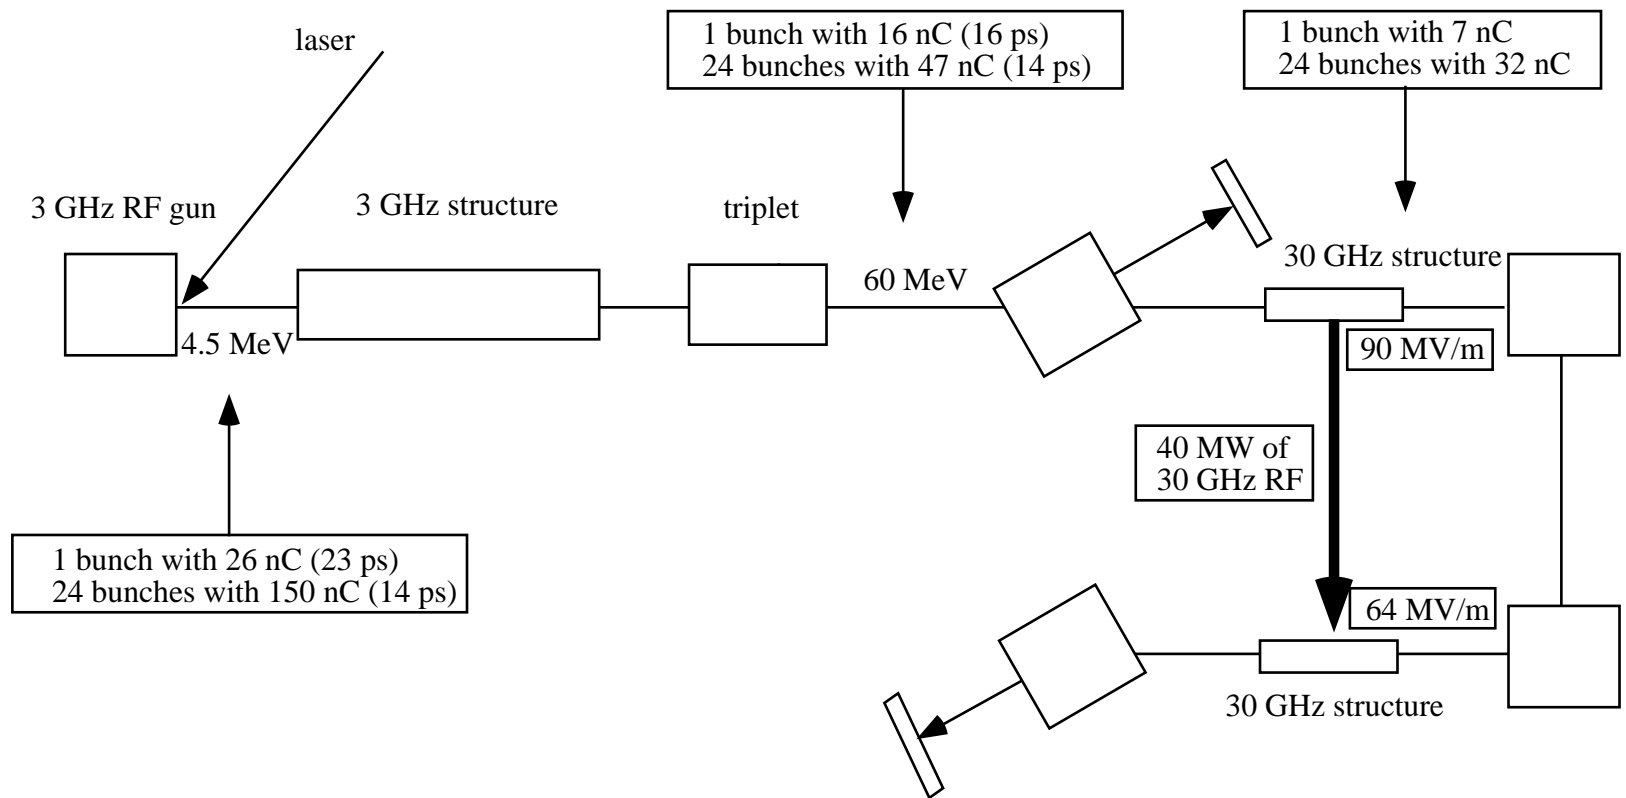 laser
1 bunch with 16 nC (16 ps)
24 bunches with 47 nC (14 ps)
1 bunch with 7 nC
24 bunches with 32 nC
3 GHz RF gun
3 GHz structure
triplet
60 MeV
30 GHz structure
4.5 MeV
90 MV/m
40 MW of
30 GHz RF
1 bunch with 26 nC (23 ps)
24 bunches with 150 nC (14 ps)
64 MV/m
30 GHz structure